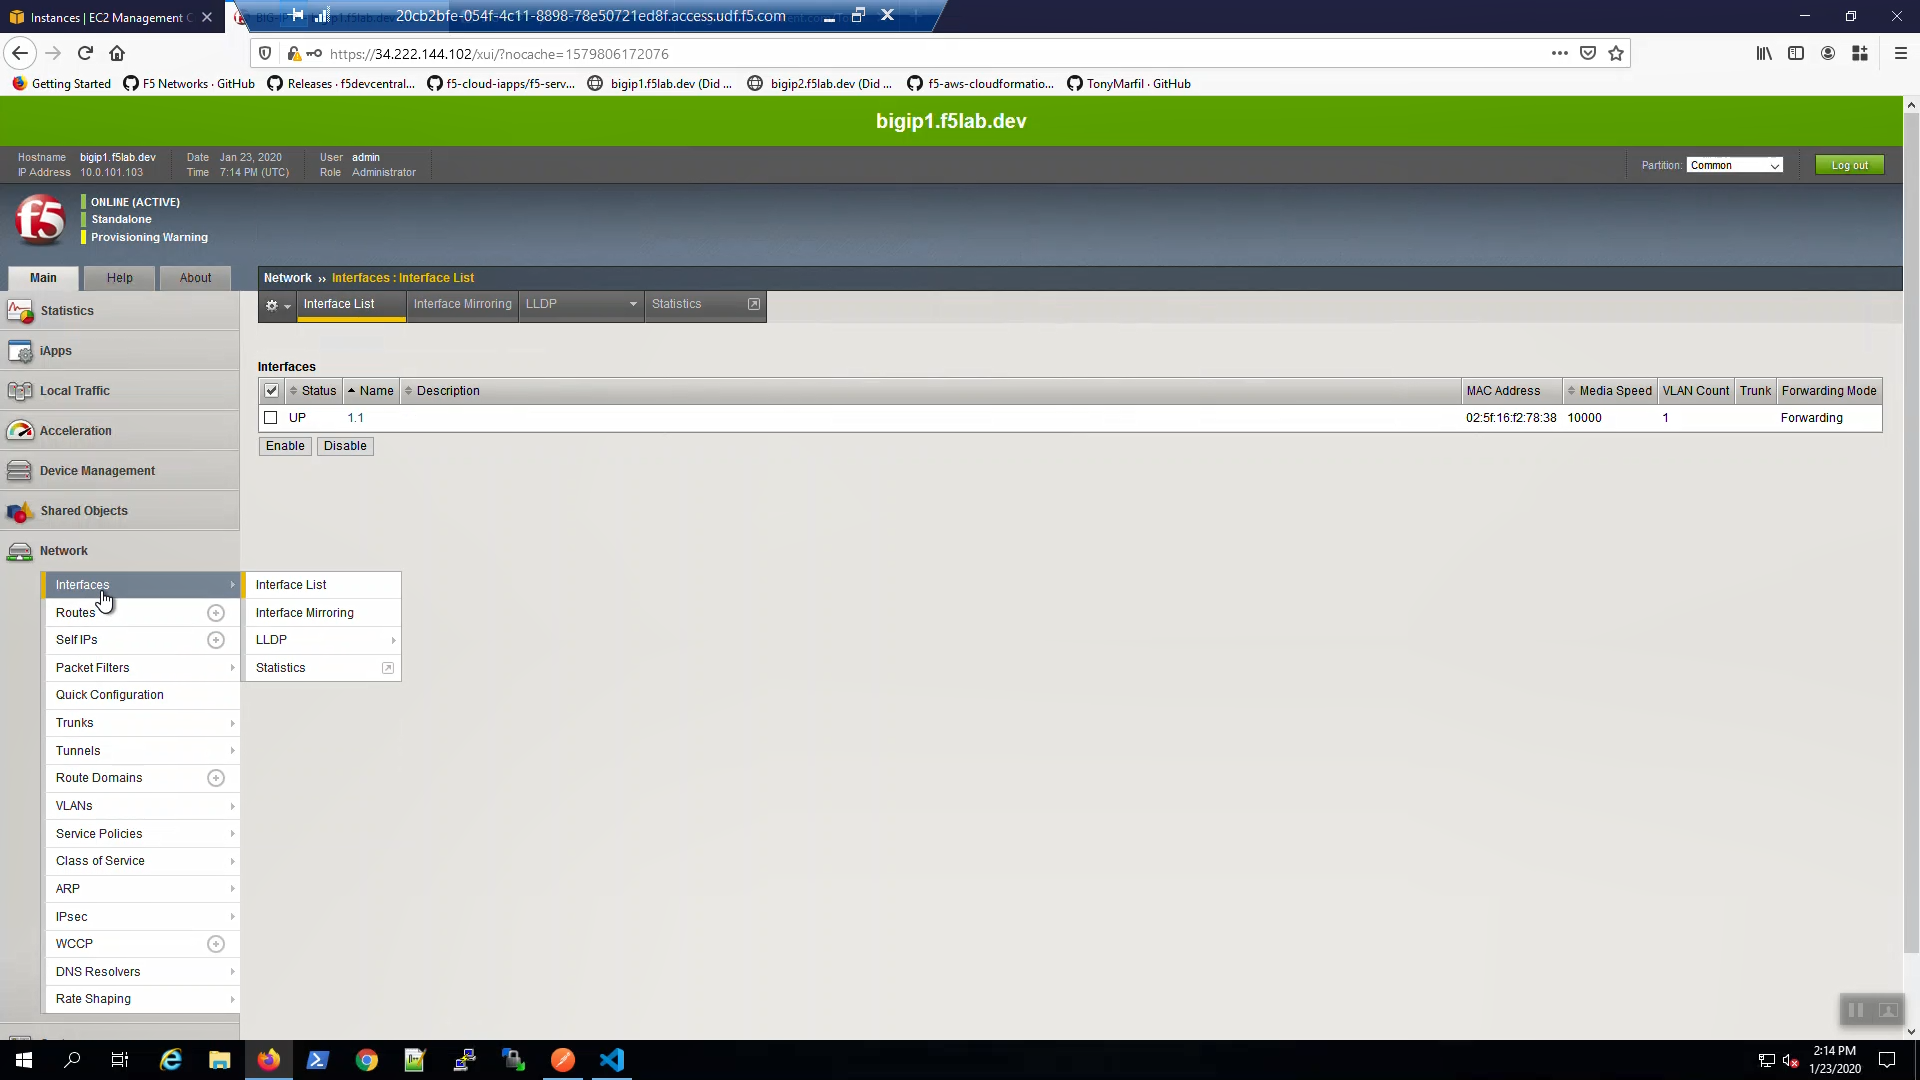 Instances | EC2 Management C
20cb2bfe-054f-4c11-8898-78e50721ed8f.access.udf.f5.com
https://34.222.144.102/xui/?nocache=1579806172076
Getting Started
F5 Networks · GitHub
Releases · f5devcentral...
f5-cloud-iapps/f5-serv...
bigip1.f5lab.dev (Did ...
bigip2.f5lab.dev (Did ...
f5-aws-cloudformatio...
TonyMarfil · GitHub
bigip1.f5lab.dev
Hostname bigip1.f5lab.dev Date Jan 23, 2020 User admin
IP Address 10.0.101.103 Time 7:14 PM (UTC) Role Administrator
Partition: Common
Log out
f5
ONLINE (ACTIVE)
Standalone
Provisioning Warning
Main Help About
Network ›› Interfaces : Interface List
Interface List Interface Mirroring LLDP Statistics
Statistics
iApps
Local Traffic
Acceleration
Device Management
Shared Objects
Network
Interfaces
Routes
Self IPs
Packet Filters
Quick Configuration
Trunks
Tunnels
Route Domains
VLANs
Service Policies
Class of Service
ARP
IPsec
WCCP
DNS Resolvers
Rate Shaping
Interface List
Interface Mirroring
LLDP
Statistics
Interfaces
Status Name Description MAC Address Media Speed VLAN Count Trunk Forwarding Mode
UP 1.1 02:5f:16:f2:78:38 10000 1 Forwarding
Enable Disable
2:14 PM
1/23/2020